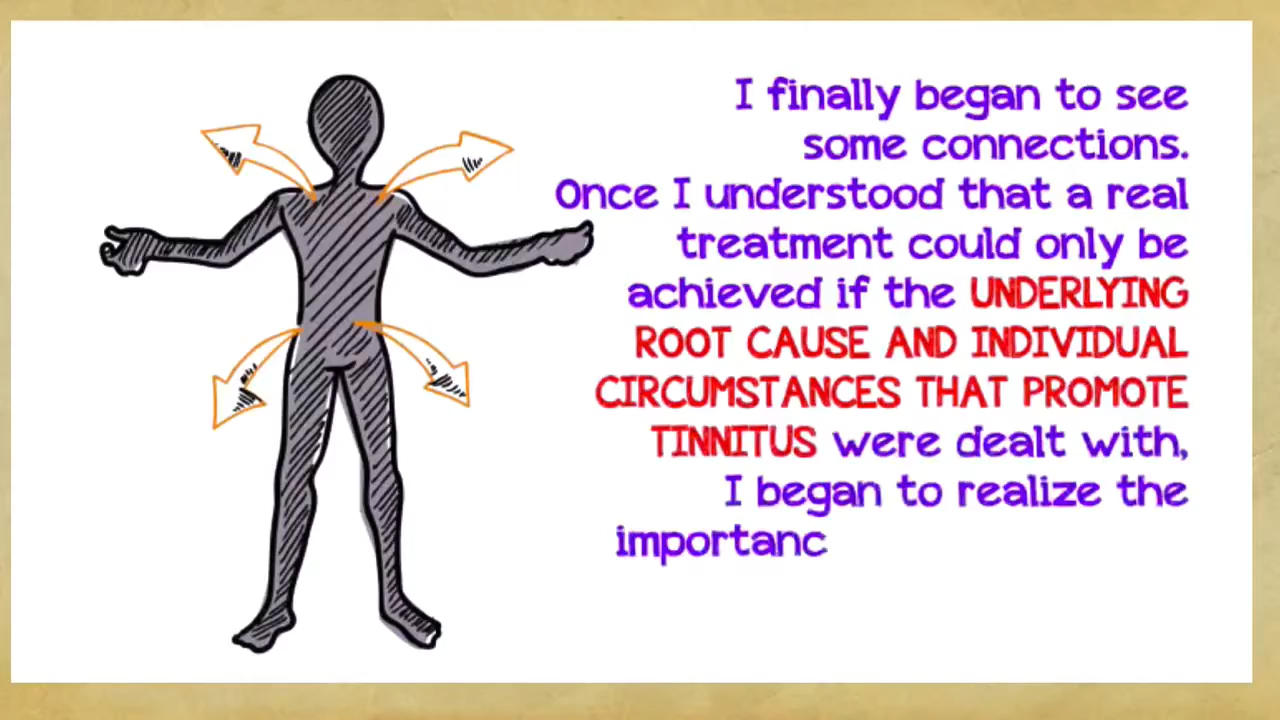 I finally began to see
some connections.
Once I understood that a real
treatment could only be
achieved if the UNDERLYING
ROOT CAUSE AND INDIVIDUAL
CIRCUMSTANCES THAT PROMOTE
TINNITUS were dealt with,
I began to realize the
importanc